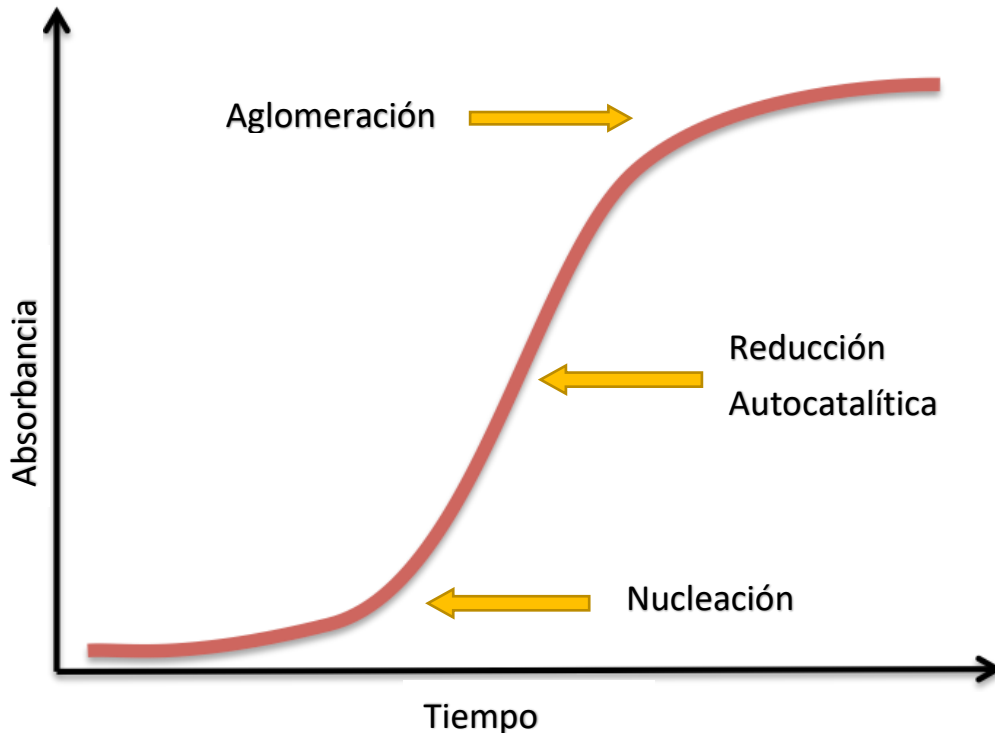 Aglomeración
Reducción
Autocatalítica
Nucleación
Absorbancia
Tiempo